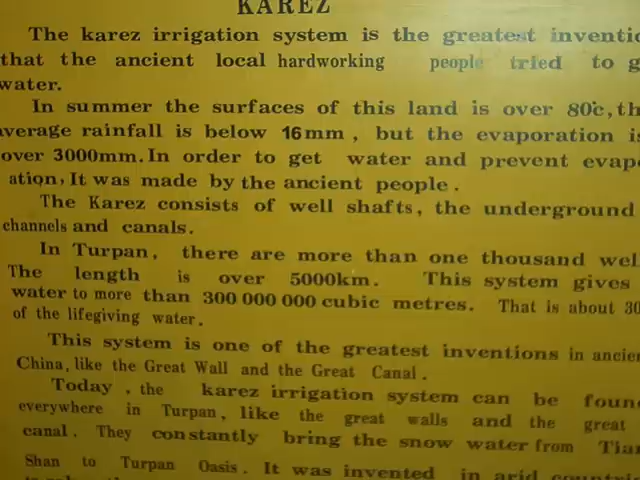 KAREZ
The karez irrigation system is the greatest inventio
that the ancient local hardworking people tried to g
water.
In summer the surfaces of this land is over 80°c, th
average rainfall is below 16mm, but the evaporation is
over 3000mm. In order to get water and prevent evap
ation, It was made by the ancient people.
The Karez consists of well shafts, the underground
channels and canals.
In Turpan, there are more than one thousand well
The length is over 5000km. This system gives
water to more than 300 000 000 cubic metres. That is about 30
of the lifegiving water.
This system is one of the greatest inventions in ancien
China, like the Great Wall and the Great Canal.
Today, the karez irrigation system can be foun
everywhere in Turpan, like the great walls and the great
canal. They constantly bring the snow water from Tian
Shan to Turpan Oasis. It was invented in arid countri